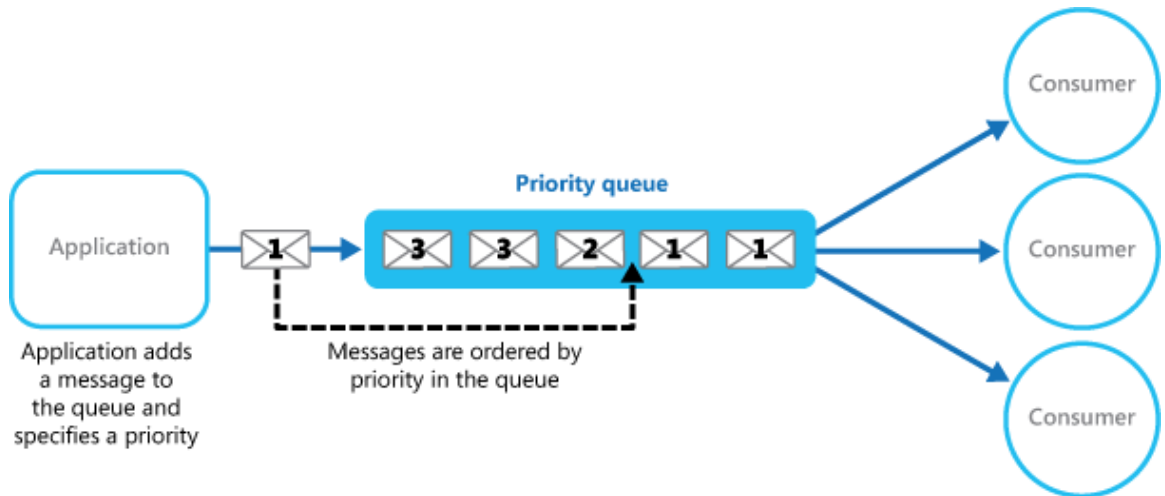 Consumer
Priority queue
Application
1
3 3 2 1 1
Consumer
Application adds
a message to
the queue and
specifies a priority
Messages are ordered by
priority in the queue
Consumer